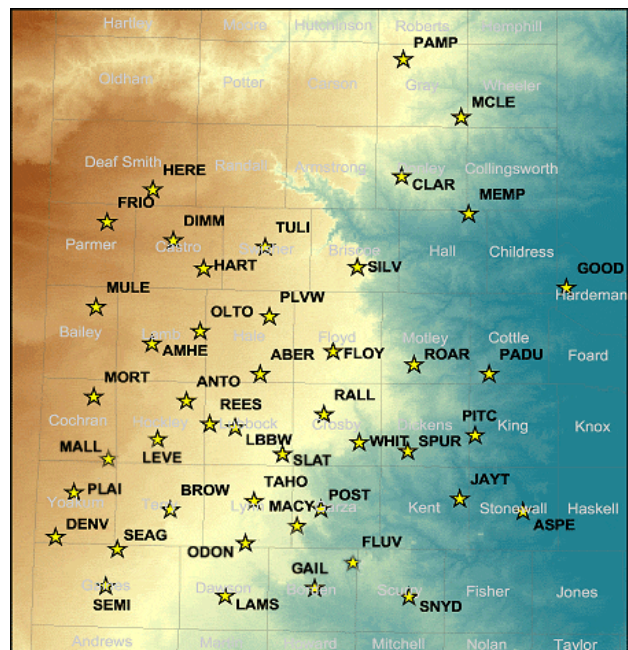 Hartley Moore Hutchinson Roberts Hemphill
PAMP
Oldham Potter Carson Gray Wheeler
MCLE
Deaf Smith HERE Randall Armstrong Collingsworth
CLAR
FRIO MEMP
DIMM TULI
Parmer Castro Briscoe Hall Childress
HART SILV GOOD
MULE Hardeman
OLTO PLVW
Bailey Lamb Hale Floyd Motley Cottle
AMHE ABER FLOY ROAR PADU Foard
MORT ANTO RALL
REES
Cochran Hockley Lubbock Crosby Dickens PITC King Knox
LBBW WHIT SPUR
MALL LEVE SLAT
PLAI BROW TAHO POST JAYT
Yoakum Terry Lynn Garza Kent Stonewall Haskell
MACY ASPE
DENV SEAG
ODON FLUV
GAIL
Gaines Dawson Borden Scurry Fisher Jones
SEMI LAMS SNYD
Andrews Martin Howard Mitchell Nolan Taylor